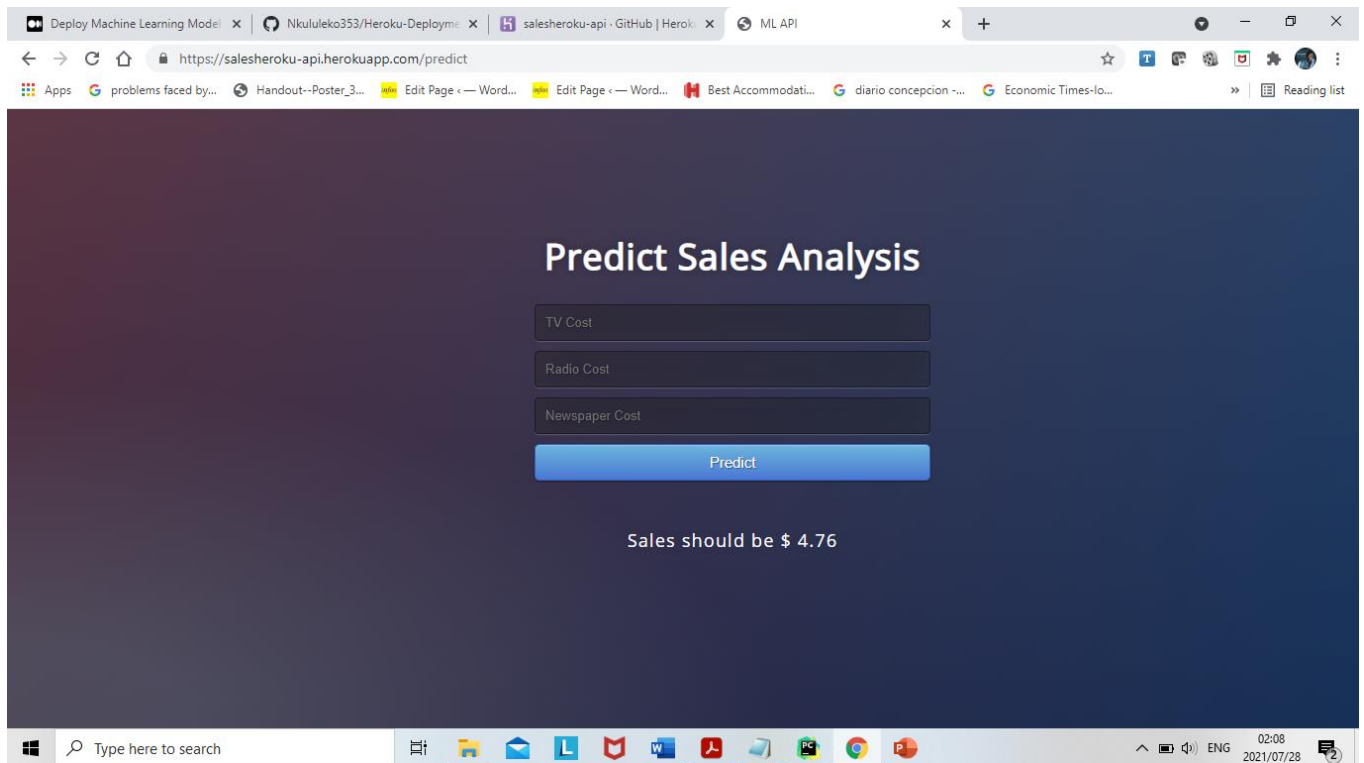 Deploy Machine Learning Model
Nkululeko353/Heroku-Deployme
salesheroku-api · GitHub | Heroku
ML API
https://salesheroku-api.herokuapp.com/predict
Apps
problems faced by...
Handout--Poster_3...
Edit Page ‹ — Word...
Edit Page ‹ — Word...
Best Accommodati...
diario concepcion -...
Economic Times-lo...
»
Reading list
Predict Sales Analysis
TV Cost
Radio Cost
Newspaper Cost
Predict
Sales should be $ 4.76
Type here to search
ENG
02:08
2021/07/28
2